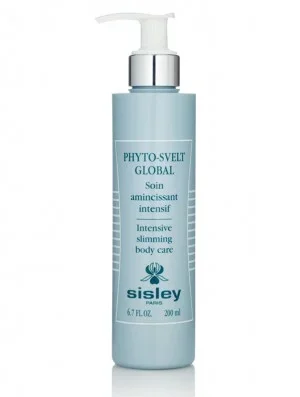 PHYTO-SVELT
GLOBAL
Soin
amincissant
intensif
Intensive
slimming
body care
sisley
PARIS
6.7 FL. OZ. 200 ml